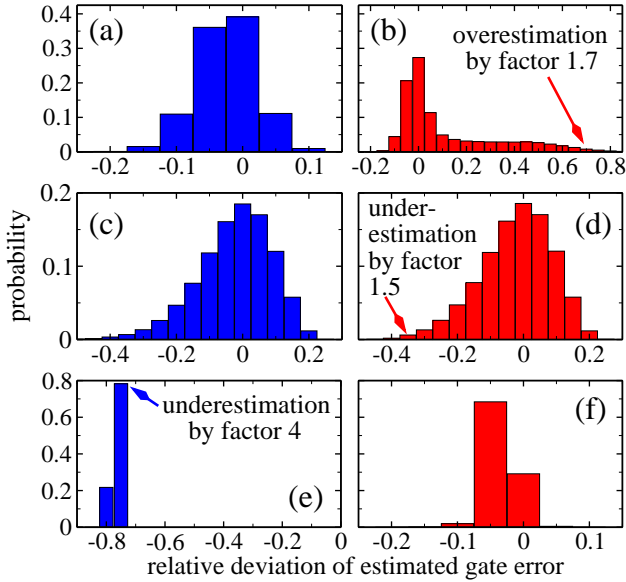 (a)
0.4
0.3
0.2
0.1
0
-0.2 -0.1 0 0.1
(b)
overestimation
by factor 1.7
-0.2 0 0.2 0.4 0.6 0.8
probability
(c)
0.2
0.1
0
-0.4 -0.2 0 0.2
(d)
under-
estimation
by factor
1.5
-0.4 -0.2 0 0.2
0.8
0.6
0.4
0.2
0
underestimation
by factor 4
(e)
-0.8 -0.6 -0.4 -0.2 0
(f)
-0.2 -0.1 0 0.1
relative deviation of estimated gate error